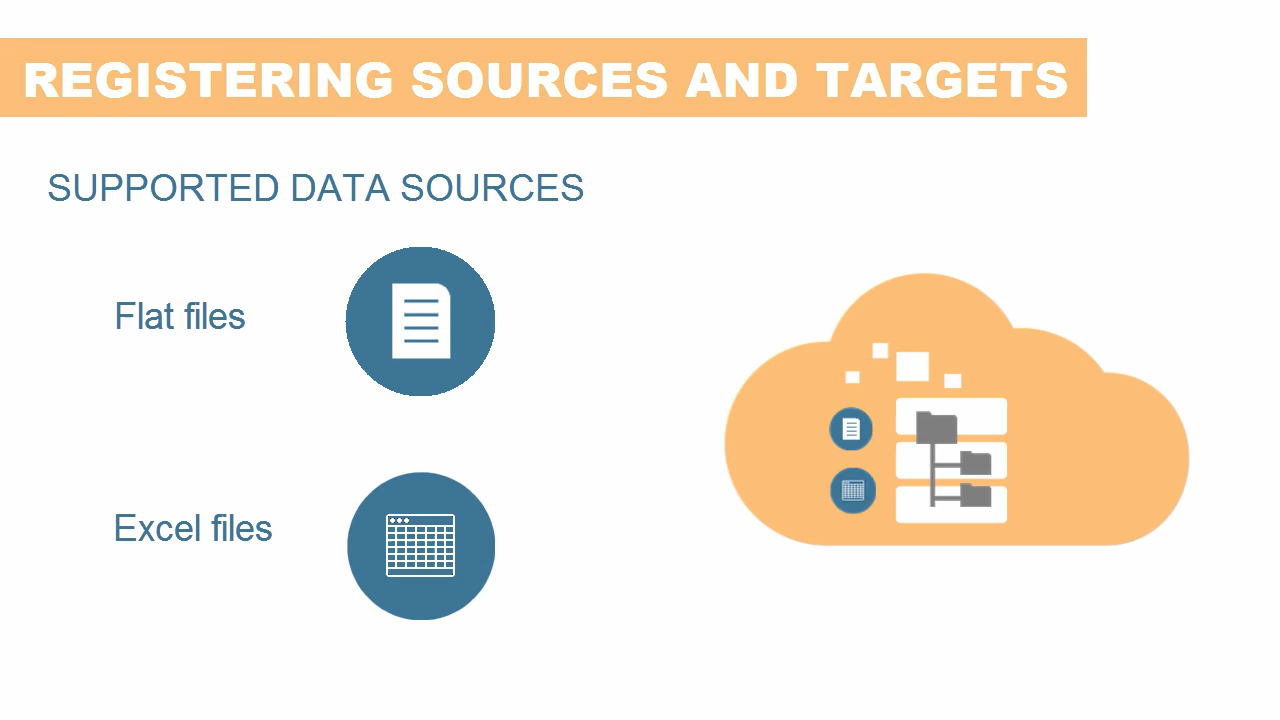 REGISTERING SOURCES AND TARGETS
SUPPORTED DATA SOURCES
Flat files
Excel files